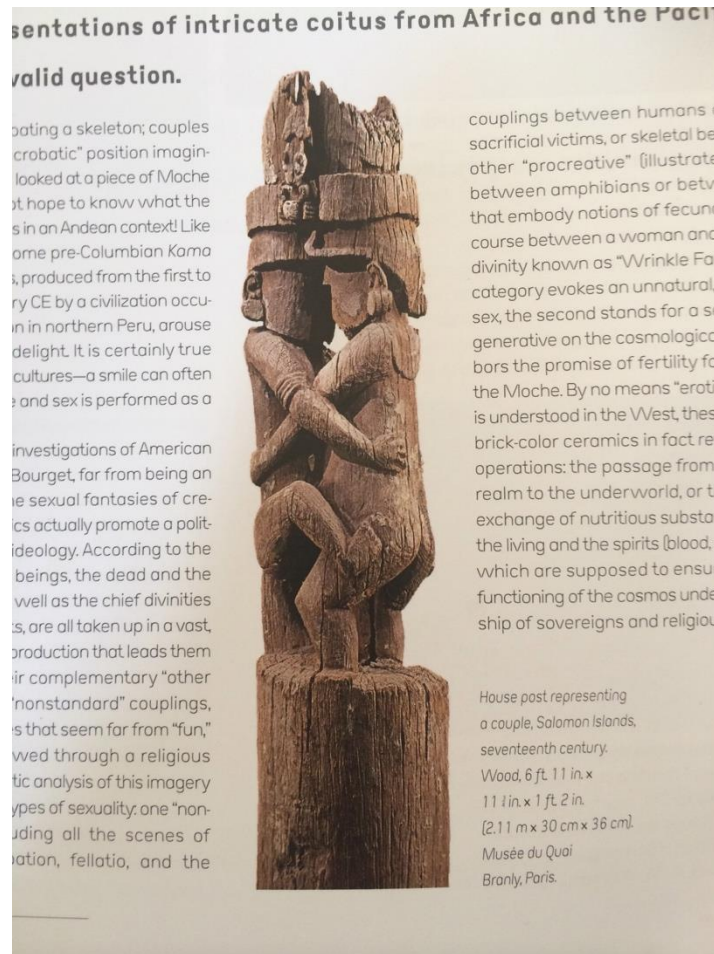 sentations of intricate coitus from Africa and the Pacif
valid question.
pating a skeleton; couples
crobatic" position imagin-
looked at a piece of Moche
ot hope to know what the
s in an Andean context! Like
ome pre-Columbian Kama
s, produced from the first to
ry CE by a civilization occu-
n in northern Peru, arouse
delight. It is certainly true
cultures—a smile can often
e and sex is performed as a
investigations of American
Bourget, far from being an
e sexual fantasies of cre-
ics actually promote a polit-
ideology. According to the
beings, the dead and the
well as the chief divinities
ts, are all taken up in a vast,
production that leads them
eir complementary "other
"nonstandard" couplings,
s that seem far from "fun,"
wed through a religious
tic analysis of this imagery
ypes of sexuality: one "non-
uding all the scenes of
pation, fellatio, and the
couplings between humans
sacrificial victims, or skeletal be
other "procreative" (illustrate
between amphibians or betw
that embody notions of fecun
course between a woman and
divinity known as "Wrinkle Fa
category evokes an unnatural,
sex, the second stands for a s
generative on the cosmologic
bors the promise of fertility fo
the Moche. By no means "eroti
is understood in the West, thes
brick-color ceramics in fact re
operations: the passage from
realm to the underworld, or t
exchange of nutritious substa
the living and the spirits (blood,
which are supposed to ensu
functioning of the cosmos unde
ship of sovereigns and religiou
House post representing
a couple, Solomon Islands,
seventeenth century.
Wood, 6 ft. 11 in. x
11 in. x 1 ft. 2 in.
(2.11 m x 30 cm x 36 cm).
Musée du Quai
Branly, Paris.